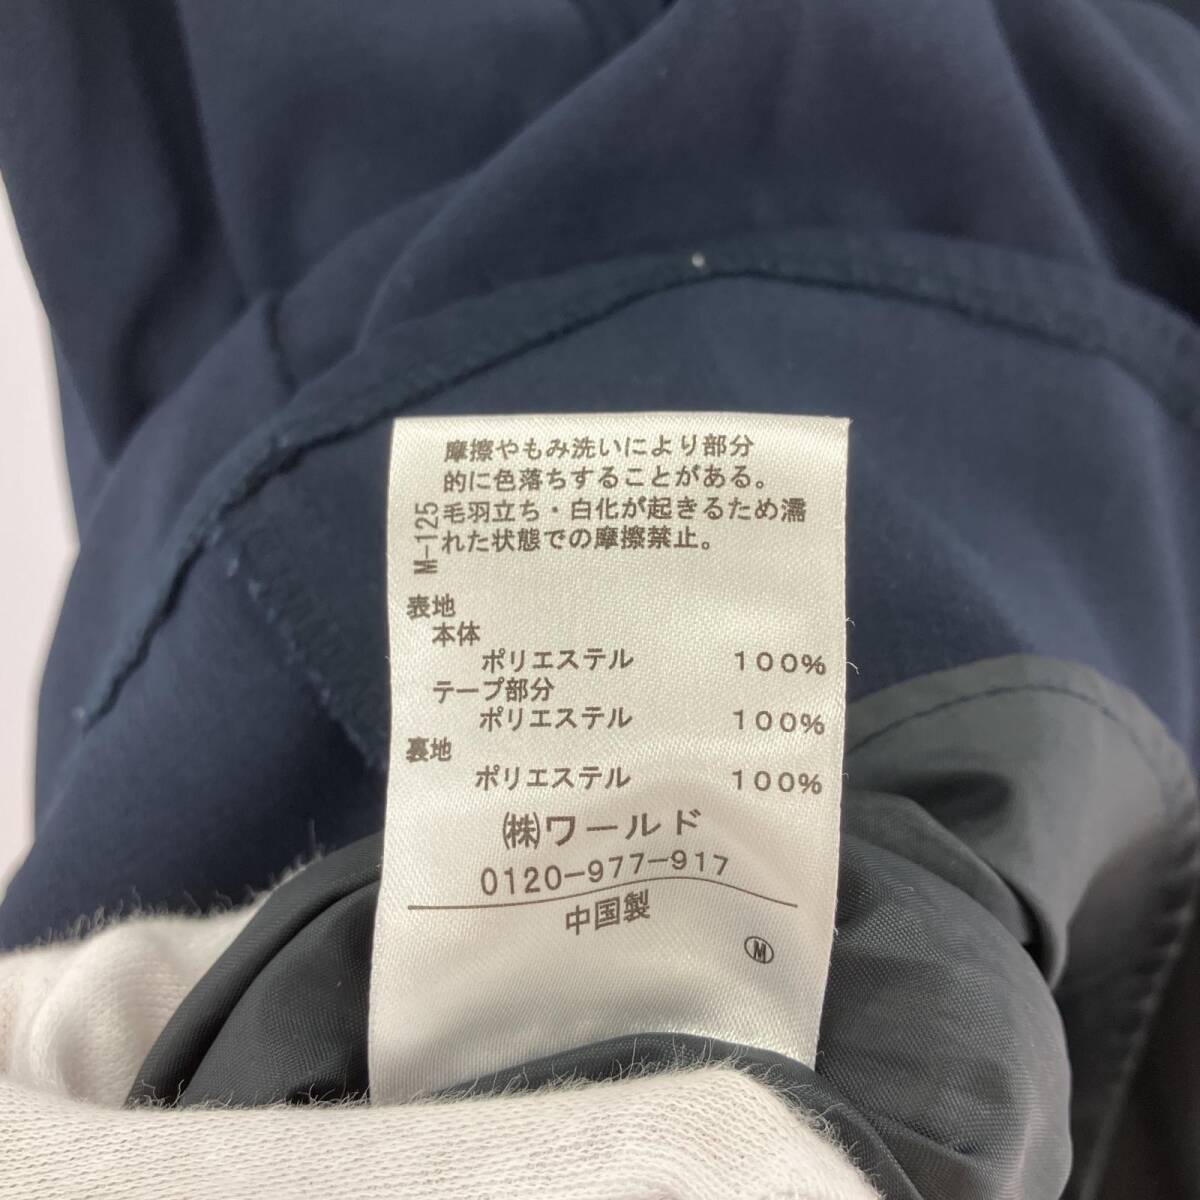 摩擦やもみ洗いにより部分
的に色落ちすることがある。
毛羽立ち・白化が起きるため濡
れた状態での摩擦禁止。
M-125
表地
本体
ポリエステル 100%
テープ部分
ポリエステル 100%
裏地
ポリエステル 100%
㈱ワールド
0120-977-917
中国製
Ⓜ